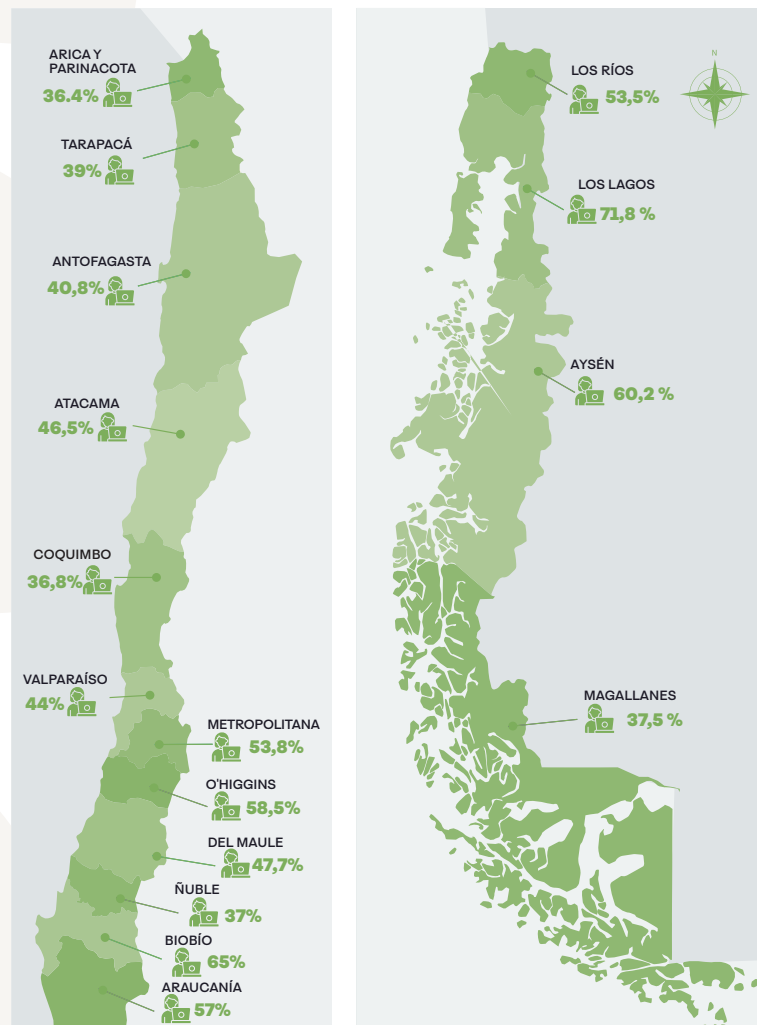 ARICA Y
PARINACOTA
36.4%
TARAPACÁ
39%
ANTOFAGASTA
40,8%
ATACAMA
46,5%
COQUIMBO
36,8%
VALPARAÍSO
44%
METROPOLITANA
53,8%
O'HIGGINS
58,5%
DEL MAULE
47,7%
ÑUBLE
37%
BIOBÍO
65%
ARAUCANÍA
57%
N
LOS RÍOS
53,5%
LOS LAGOS
71,8 %
AYSÉN
60,2 %
MAGALLANES
37,5 %